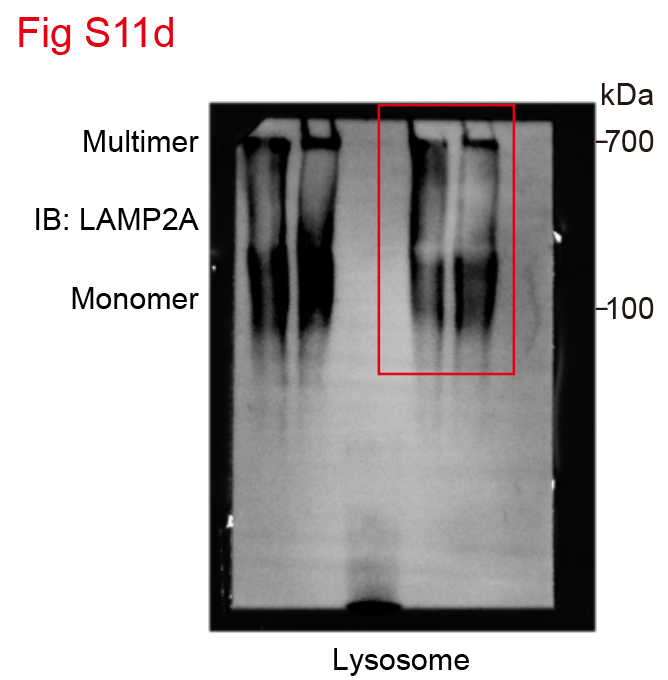 Fig S11d
kDa
Multimer
-700
IB: LAMP2A
Monomer
-100
Lysosome